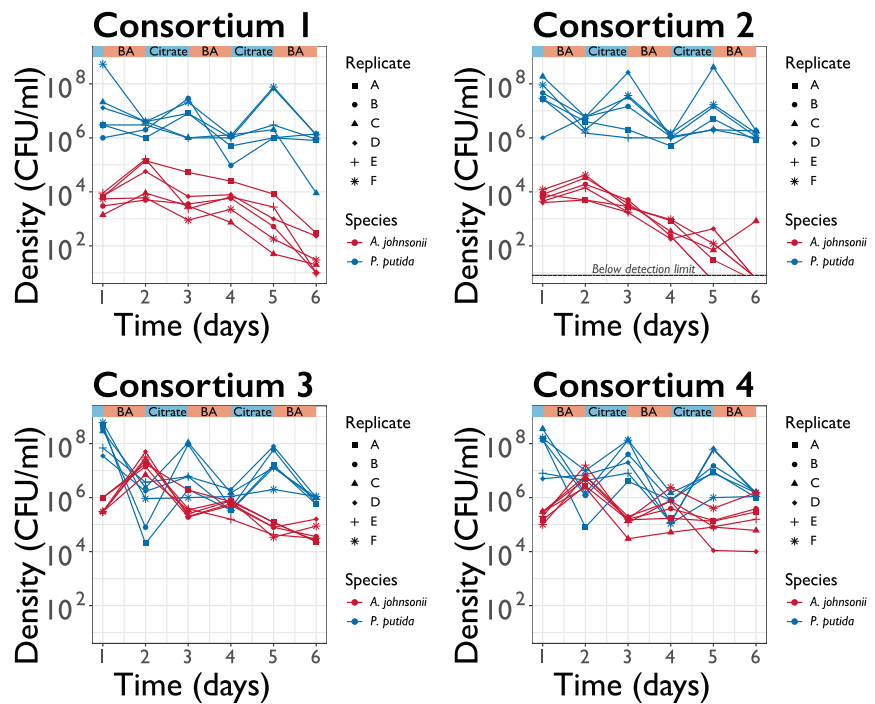 Consortium 1
BA Citrate BA Citrate BA
Density (CFU/ml)
10^8
10^6
10^4
10^2
1 2 3 4 5 6
Time (days)
Replicate
A
B
C
D
E
F
Species
A. johnsonii
P. putida
Consortium 2
BA Citrate BA Citrate BA
Density (CFU/ml)
10^8
10^6
10^4
10^2
Below detection limit
1 2 3 4 5 6
Time (days)
Replicate
A
B
C
D
E
F
Species
A. johnsonii
P. putida
Consortium 3
BA Citrate BA Citrate BA
Density (CFU/ml)
10^8
10^6
10^4
10^2
1 2 3 4 5 6
Time (days)
Replicate
A
B
C
D
E
F
Species
A. johnsonii
P. putida
Consortium 4
BA Citrate BA Citrate BA
Density (CFU/ml)
10^8
10^6
10^4
10^2
1 2 3 4 5 6
Time (days)
Replicate
A
B
C
D
E
F
Species
A. johnsonii
P. putida